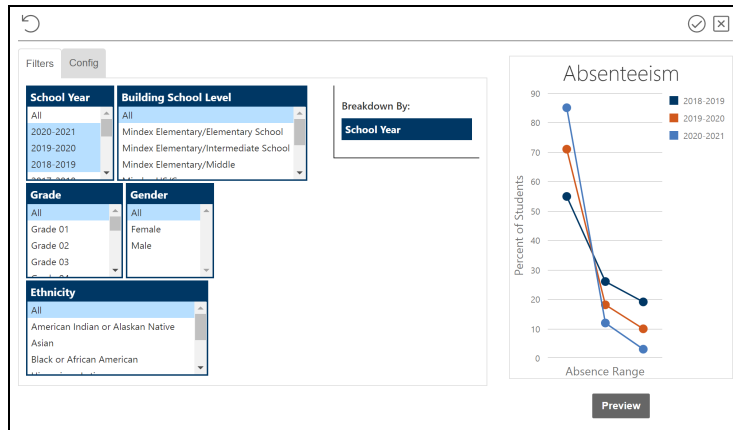 Filters Config
School Year
All
2020-2021
2019-2020
2018-2019
Building School Level
All
Mindex Elementary/Elementary School
Mindex Elementary/Intermediate School
Mindex Elementary/Middle
Breakdown By:
School Year
Grade
All
Grade 01
Grade 02
Grade 03
Gender
All
Female
Male
Ethnicity
All
American Indian or Alaskan Native
Asian
Black or African American
Absenteeism
2018-2019
2019-2020
2020-2021
Percent of Students
90
80
70
60
50
40
30
20
10
0
Absence Range
Preview